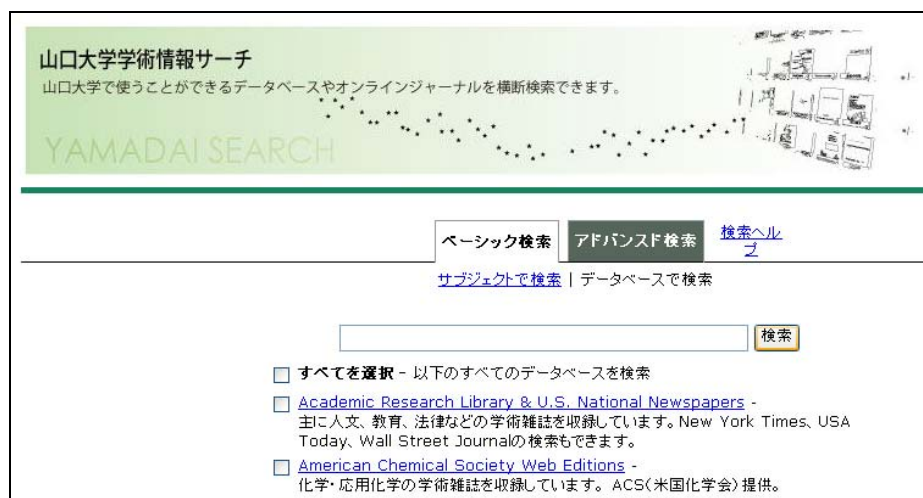 山口大学学術情報サーチ
山口大学で使うことができるデータベースやオンラインジャーナルを横断検索できます。
YAMADAI SEARCH
ベーシック検索 アドバンスド検索 検索ヘル
プ
サブジェクトで検索 | データベースで検索
検索
すべてを選択 - 以下のすべてのデータベースを検索
Academic Research Library & U.S. National Newspapers -
主に人文、教育、法律などの学術雑誌を収録しています。New York Times、USA
Today、Wall Street Journalの検索もできます。
American Chemical Society Web Editions -
化学・応用化学の学術雑誌を収録しています。ACS(米国化学会)提供。